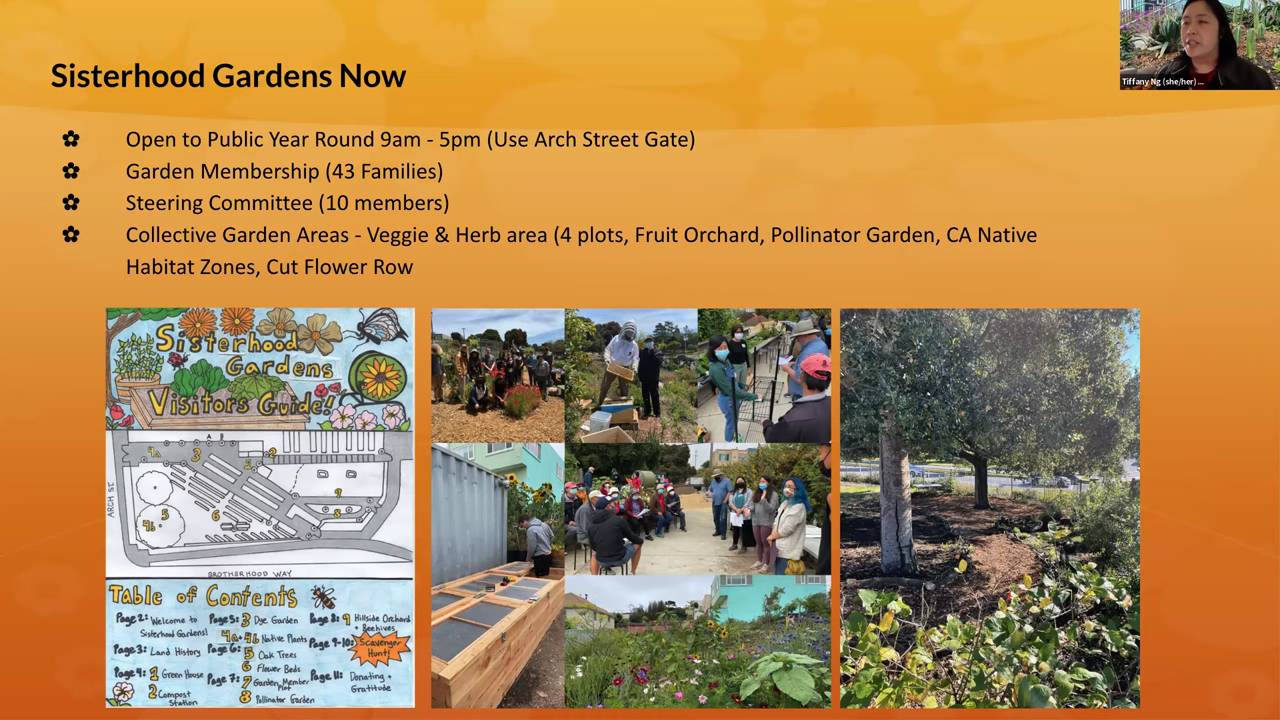 Sisterhood Gardens Now
Tiffany Ng (she/her) ...
✿ Open to Public Year Round 9am - 5pm (Use Arch Street Gate)
✿ Garden Membership (43 Families)
✿ Steering Committee (10 members)
✿ Collective Garden Areas - Veggie & Herb area (4 plots, Fruit Orchard, Pollinator Garden, CA Native
Habitat Zones, Cut Flower Row
Sisterhood
Gardens
Visitors Guide!
ARCH ST.
3
5
6
8
9
BROTHERHOOD WAY
Table of Contents
Page 2: Welcome to
Sisterhood Gardens!
Page 3: Land History
Page 4: 1 Green House
2 Compost
Station
Page 5: 3 Dye Garden
Page 6: 4a+4b Native Plants
5 Oak Trees
6 Flower Beds
Page 7: 7 Garden Member
Plot
8 Pollinator Garden
Page 8: 9 Hillside Orchard
+ Beehives
Page 9-10: Scavenger
Hunt!
Page 11: Donating +
Gratitude